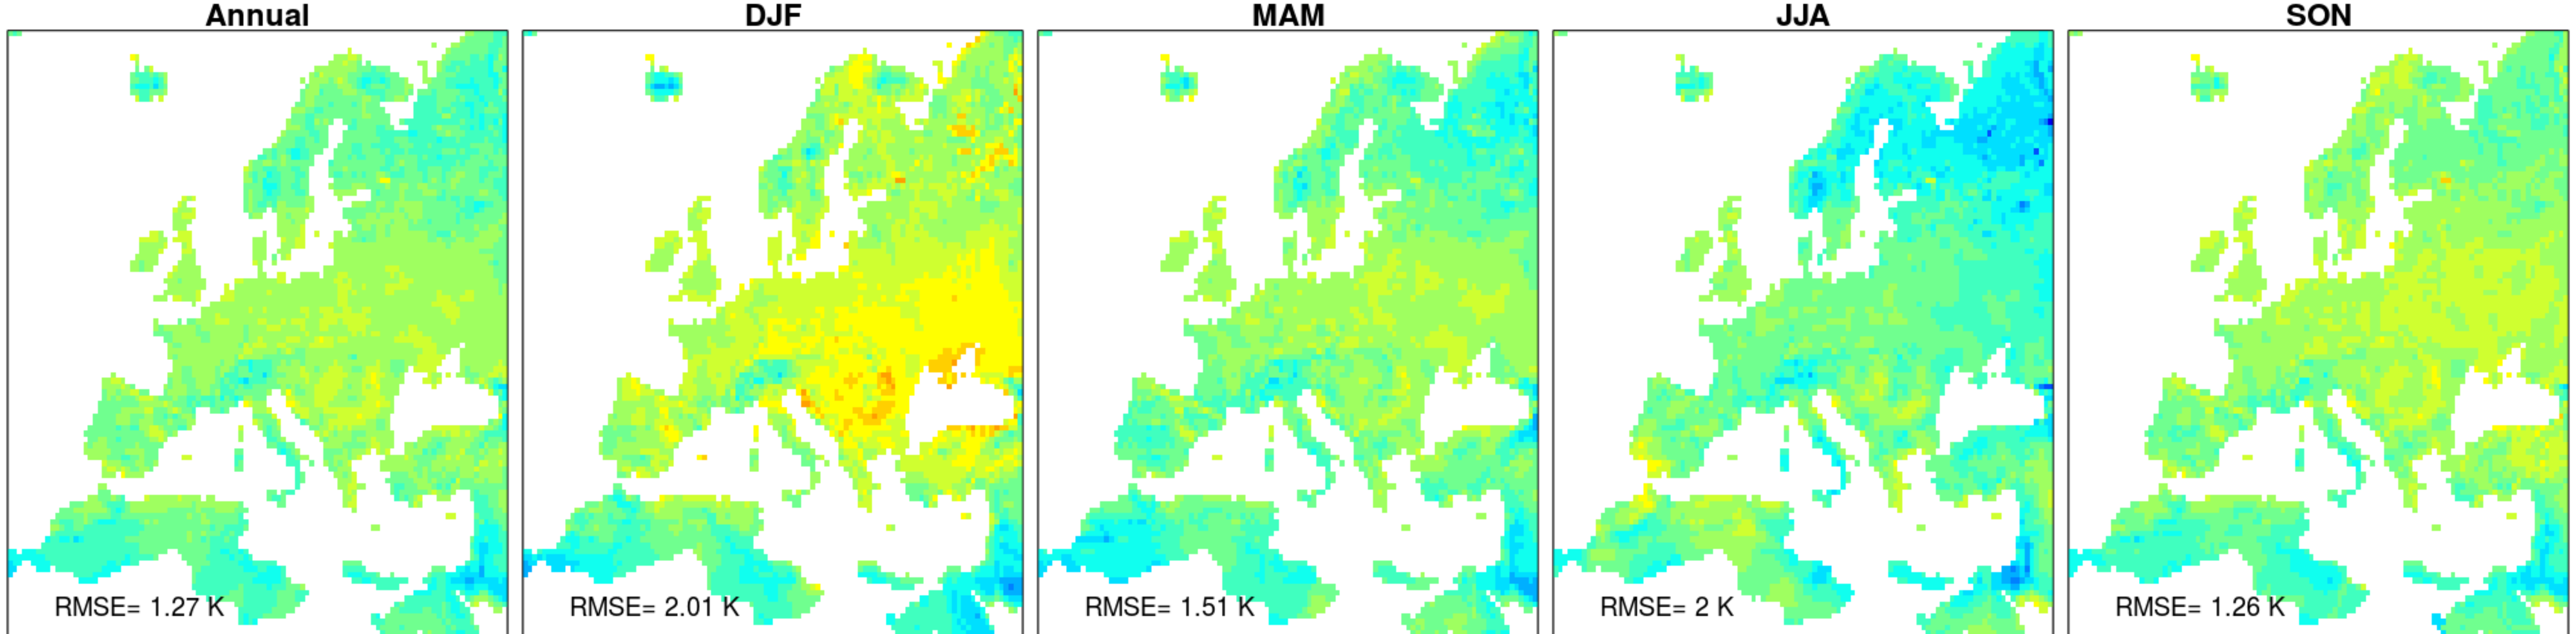 Annual DJF MAM JJA SON
RMSE= 1.27 K RMSE= 2.01 K RMSE= 1.51 K RMSE= 2 K RMSE= 1.26 K